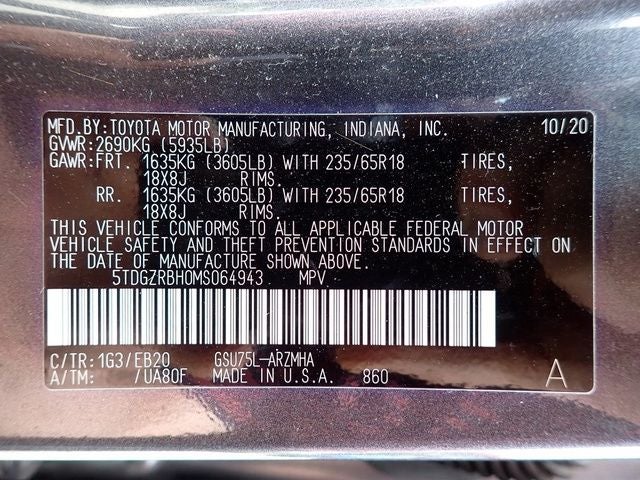 MFD.BY:TOYOTA MOTOR MANUFACTURING, INDIANA, INC. 10/20
GVWR:2690KG (5935LB)
GAWR:FRT. 1635KG (3605LB) WITH 235/65R18 TIRES,
18X8J RIMS.
RR. 1635KG (3605LB) WITH 235/65R18 TIRES,
18X8J RIMS.
THIS VEHICLE CONFORMS TO ALL APPLICABLE FEDERAL MOTOR
VEHICLE SAFETY AND THEFT PREVENTION STANDARDS IN EFFECT ON
THE DATE OF MANUFACTURE SHOWN ABOVE.
5TDGZRBH0MS064943 MPV
C/TR:1G3/EB20 GSU75L-ARZMHA
A/TM: /UA80F MADE IN U.S.A. 860 A